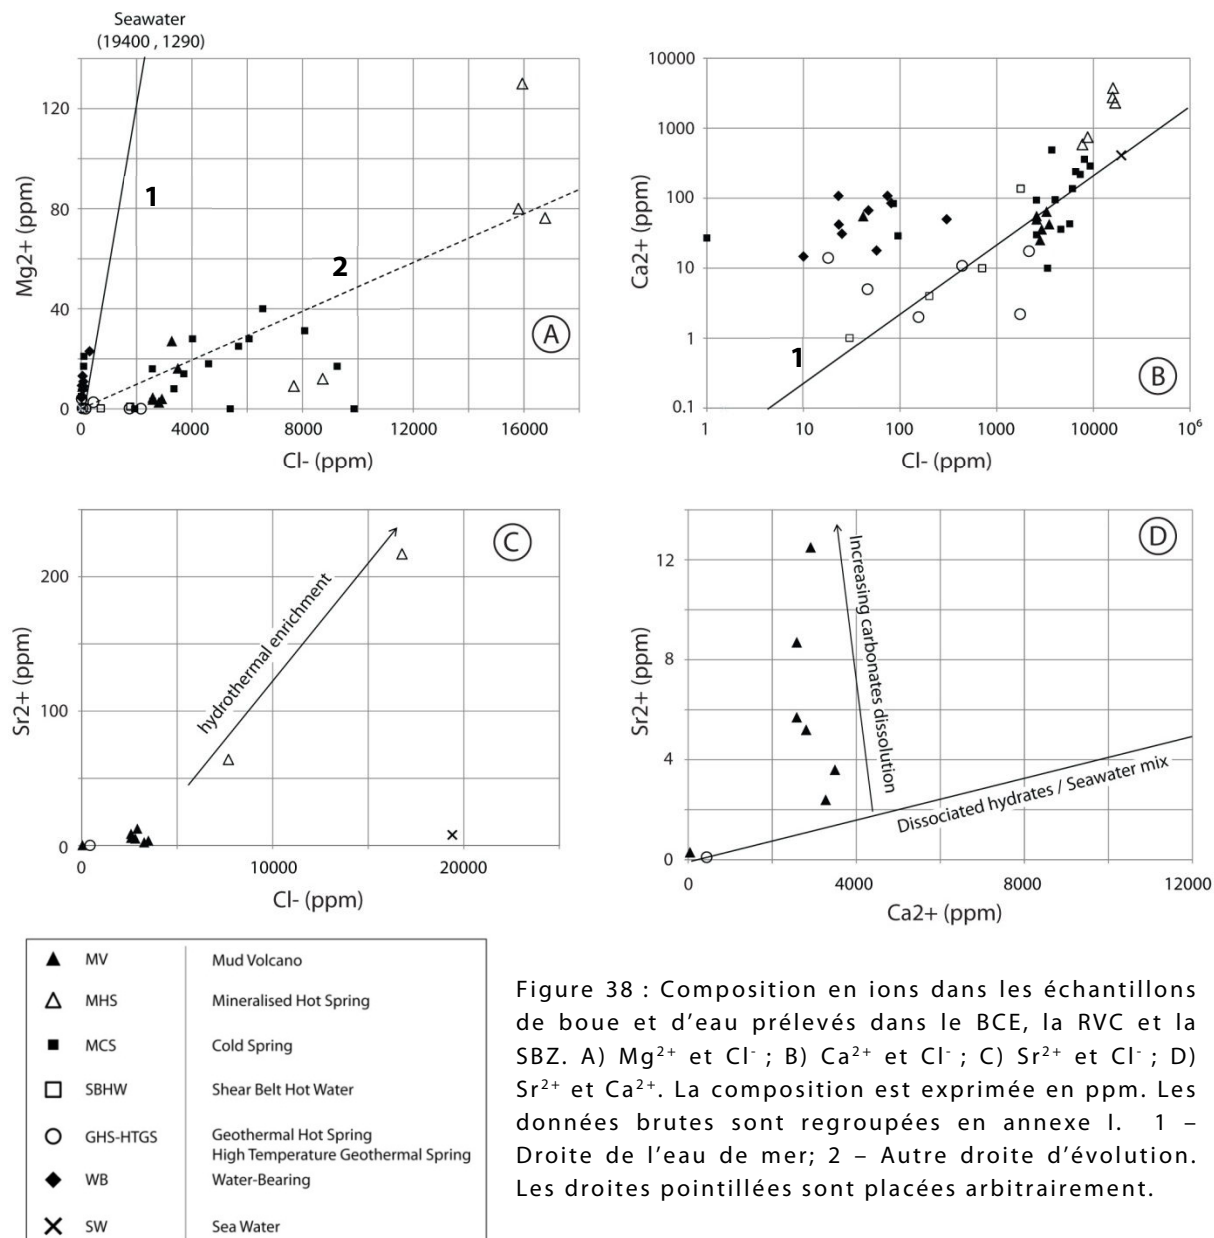 Seawater
(19400 , 1290)
Mg2+ (ppm)
120
80
40
0
1
2
A
0
4000
8000
12000
16000
Cl- (ppm)
Ca2+ (ppm)
10000
1000
100
10
1
0.1
1
B
1
10
100
1000
10000
10⁶
Cl- (ppm)
Sr2+ (ppm)
200
100
0
hydrothermal enrichment
C
0
10000
20000
Cl- (ppm)
Sr2+ (ppm)
12
8
4
0
Increasing carbonates dissolution
Dissociated hydrates / Seawater mix
D
0
4000
8000
12000
Ca2+ (ppm)
MV Mud Volcano
MHS Mineralised Hot Spring
MCS Cold Spring
SBHW Shear Belt Hot Water
GHS-HTGS Geothermal Hot Spring
High Temperature Geothermal Spring
WB Water-Bearing
SW Sea Water
Figure 38 : Composition en ions dans les échantillons
de boue et d’eau prélevés dans le BCE, la RVC et la
SBZ. A) Mg²⁺ et Cl⁻ ; B) Ca²⁺ et Cl⁻ ; C) Sr²⁺ et Cl⁻ ; D)
Sr²⁺ et Ca²⁺. La composition est exprimée en ppm. Les
données brutes sont regroupées en annexe I. 1 –
Droite de l’eau de mer; 2 – Autre droite d’évolution.
Les droites pointillées sont placées arbitrairement.